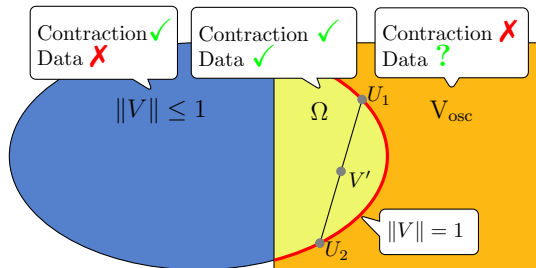 Contraction ✓
Data ✗
Contraction ✓
Data ✓
Contraction ✗
Data ?
‖V‖ ≤ 1
Ω
U₁
V_osc
V′
‖V‖ = 1
U₂